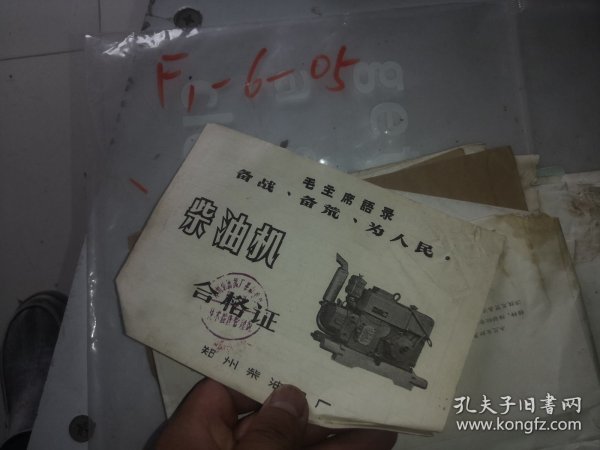 F1-6-05
毛主席语录
备战、备荒、为人民。
柴油机
合格证
郑州柴油 厂
孔夫子旧书网
www.kongfz.com